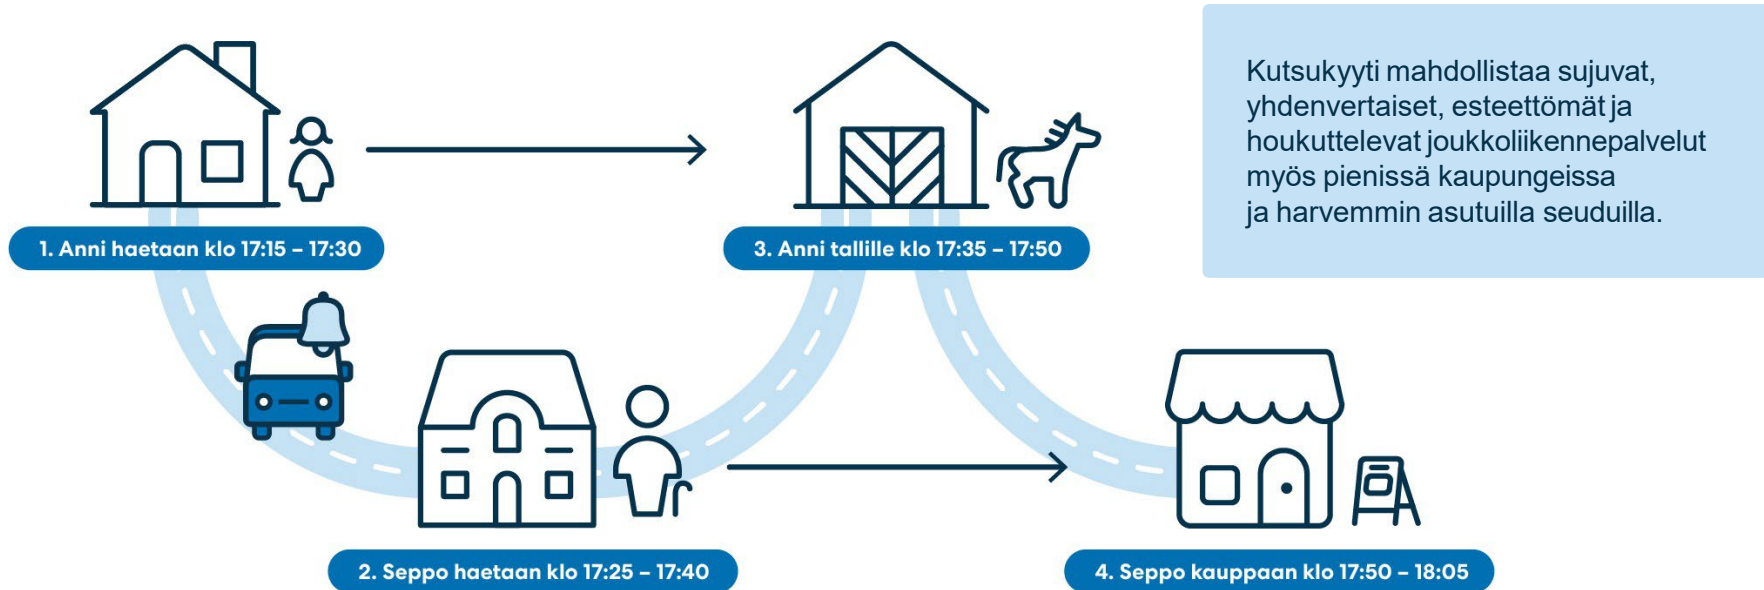 Kutsukyyti mahdollistaa sujuvat,
yhdenvertaiset, esteettömät ja
houkuttelevat joukkoliikennepalvelut
myös pienissä kaupungeissa
ja harvemmin asutuilla seuduilla.
1. Anni haetaan klo 17:15 – 17:30
3. Anni tallille klo 17:35 – 17:50
2. Seppo haetaan klo 17:25 – 17:40
4. Seppo kauppaan klo 17:50 – 18:05